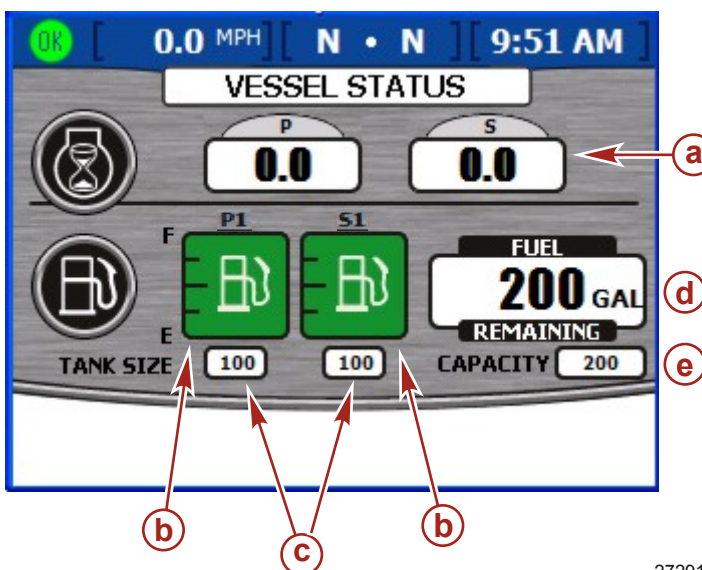 OK [ 0.0 MPH ] [ N • N ] [ 9:51 AM ]
VESSEL STATUS
P S
0.0 0.0
a
P1 S1
F
FUEL
200 GAL
d
REMAINING
E
TANK SIZE 100 100 CAPACITY 200
e
b c b